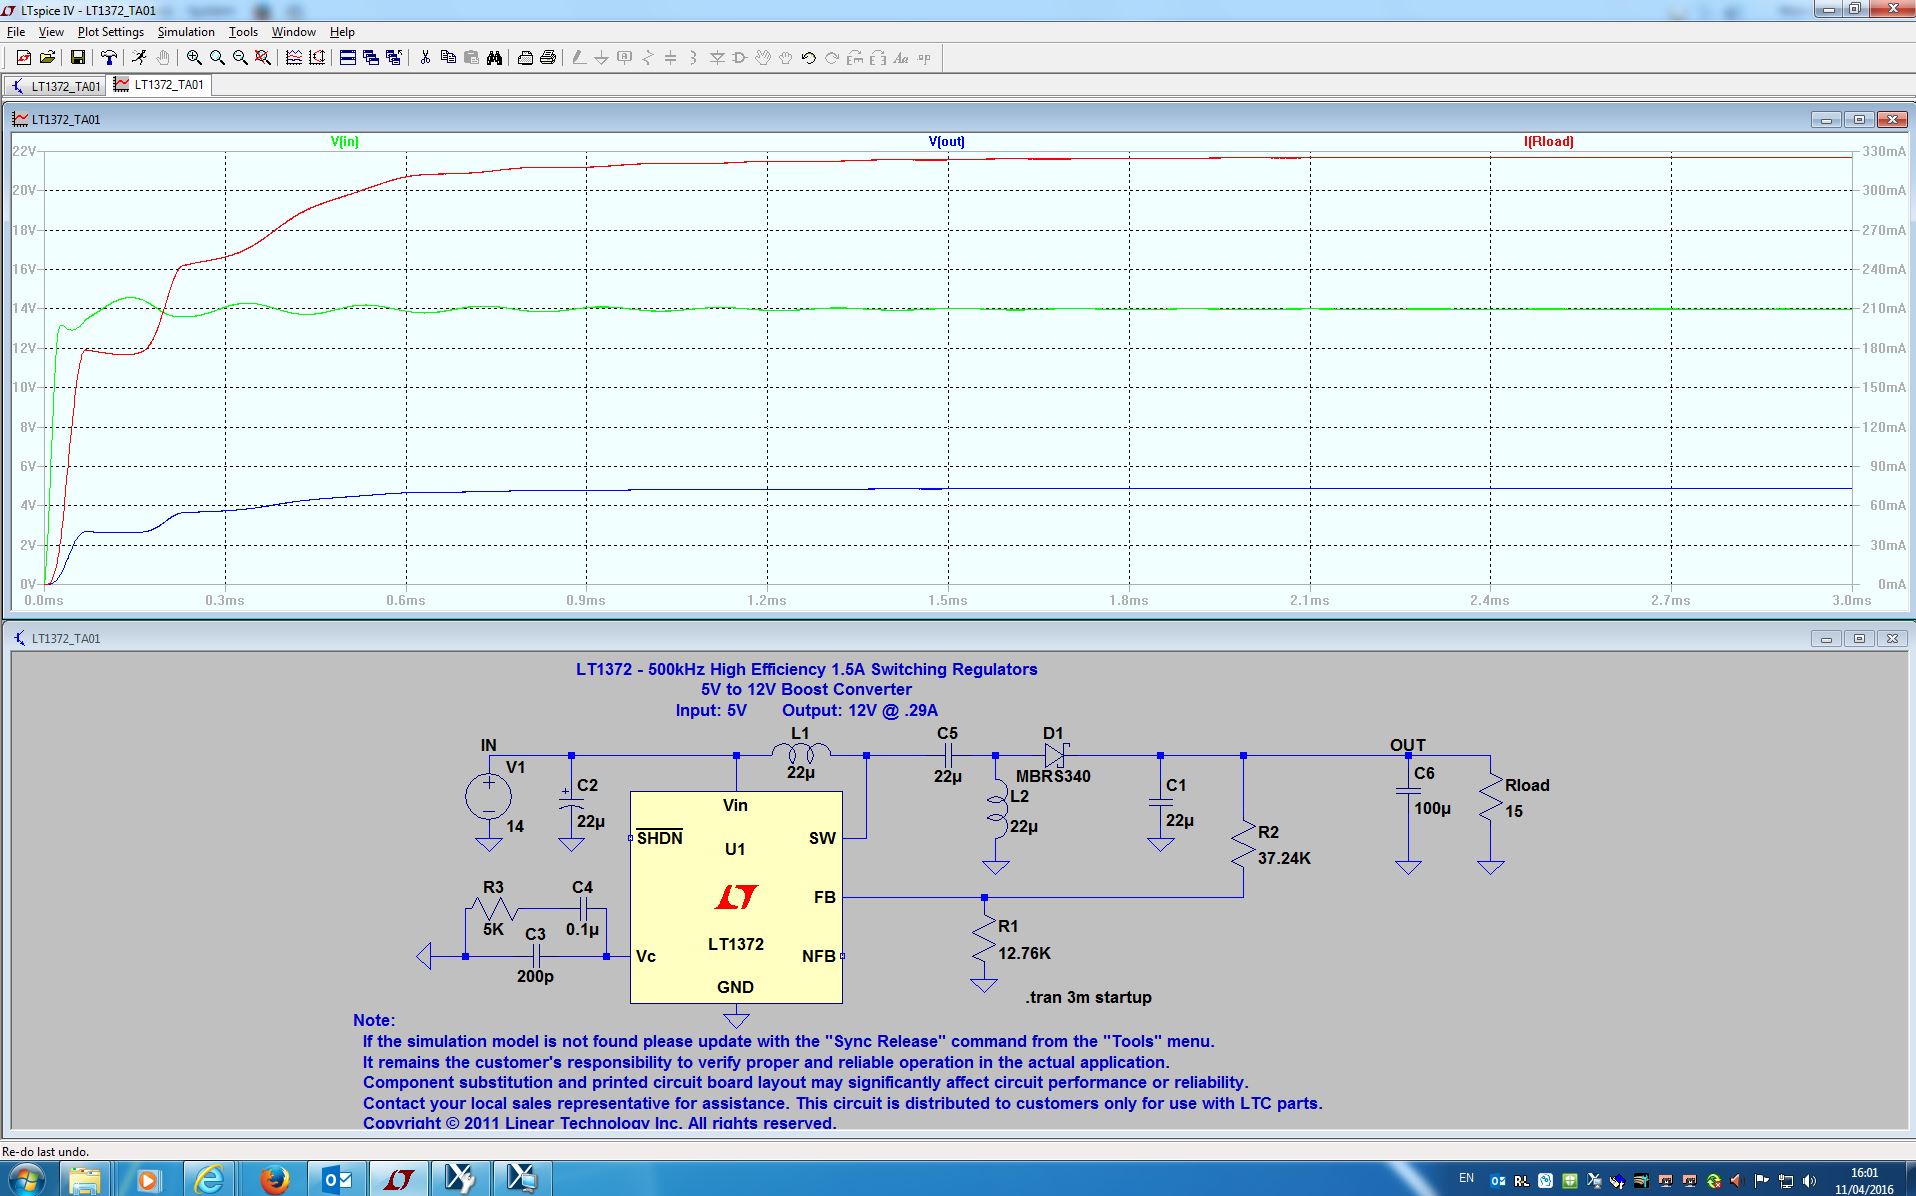 LTspice IV - LT1372_TA01
File View Plot Settings Simulation Tools Window Help
LT1372_TA01 LT1372_TA01
LT1372_TA01
V(in) V(out) I(Rload)
22V 330mA
20V 300mA
18V 270mA
16V 240mA
14V 210mA
12V 180mA
10V 150mA
8V 120mA
6V 90mA
4V 60mA
2V 30mA
0V 0mA
0.0ms 0.3ms 0.6ms 0.9ms 1.2ms 1.5ms 1.8ms 2.1ms 2.4ms 2.7ms 3.0ms
LT1372_TA01
LT1372 - 500kHz High Efficiency 1.5A Switching Regulators
5V to 12V Boost Converter
Input: 5V Output: 12V @ .29A
IN
V1
14
C2
22µ
L1
22µ
C5
22µ
D1
MBRS340
L2
22µ
C1
22µ
R2
37.24K
OUT
C6
100µ
Rload
15
Vin
SHDN
U1
SW
FB
LT1372
Vc
NFB
GND
R3
5K
C4
0.1µ
C3
200p
R1
12.76K
.tran 3m startup
Note:
If the simulation model is not found please update with the "Sync Release" command from the "Tools" menu.
It remains the customer's responsibility to verify proper and reliable operation in the actual application.
Component substitution and printed circuit board layout may significantly affect circuit performance or reliability.
Contact your local sales representative for assistance. This circuit is distributed to customers only for use with LTC parts.
Copyright © 2011 Linear Technology Inc. All rights reserved.
Re-do last undo.
EN
16:01
11/04/2016